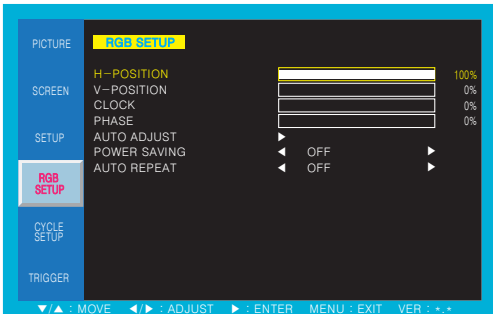 PICTURE
SCREEN
SETUP
RGB
SETUP
CYCLE
SETUP
TRIGGER
RGB SETUP
H-POSITION 100%
V-POSITION 0%
CLOCK 0%
PHASE 0%
AUTO ADJUST ▶
POWER SAVING ◀ OFF ▶
AUTO REPEAT ◀ OFF ▶
▼/▲ : MOVE ◀/▶ : ADJUST ▶ : ENTER MENU : EXIT VER : *.*